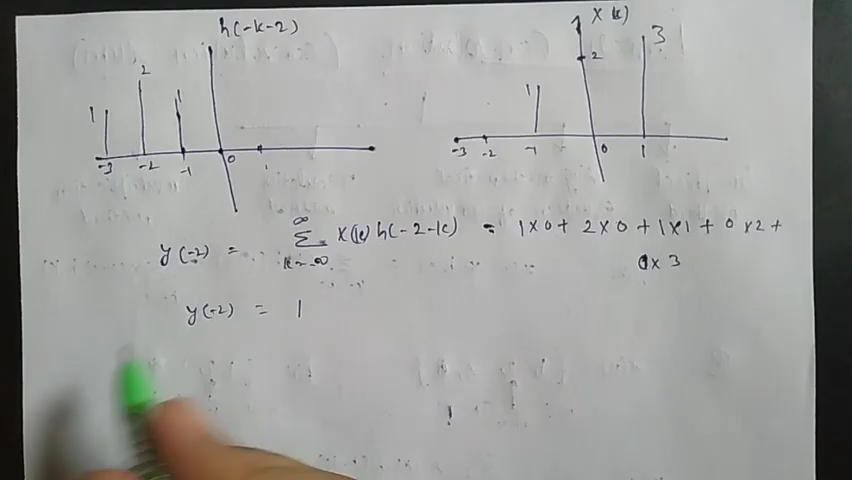 h(-k-2)
1 2 1
-3 -2 -1 0 1
x(k)
1 2 3
-3 -2 -1 0 1
y(-2) = ∞ Σ k=-∞ x(k) h(-2-k) = 1×0 + 2×0 + 1×1 + 0×2 +
0×3
y(-2) = 1